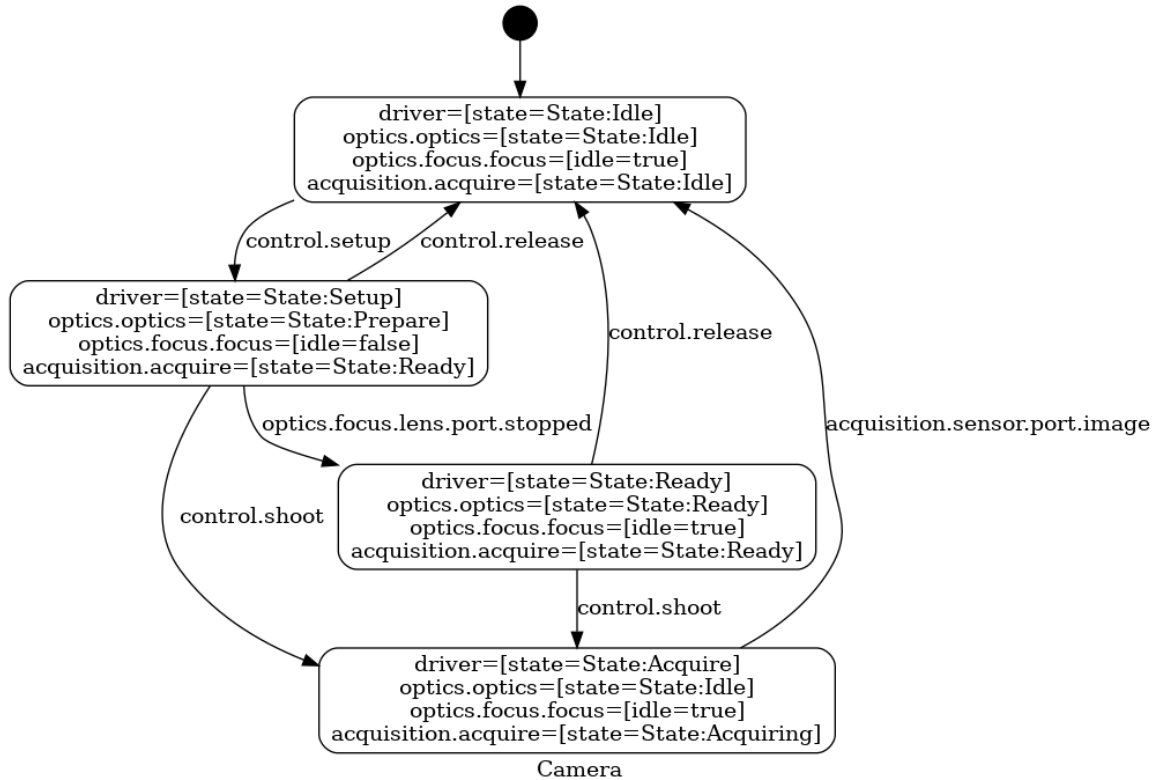 driver=[state=State:Idle]
optics.optics=[state=State:Idle]
optics.focus.focus=[idle=true]
acquisition.acquire=[state=State:Idle]
control.setup
control.release
driver=[state=State:Setup]
optics.optics=[state=State:Prepare]
optics.focus.focus=[idle=false]
acquisition.acquire=[state=State:Ready]
control.release
optics.focus.lens.port.stopped
acquisition.sensor.port.image
driver=[state=State:Ready]
optics.optics=[state=State:Ready]
optics.focus.focus=[idle=true]
acquisition.acquire=[state=State:Ready]
control.shoot
control.shoot
driver=[state=State:Acquire]
optics.optics=[state=State:Idle]
optics.focus.focus=[idle=true]
acquisition.acquire=[state=State:Acquiring]
Camera